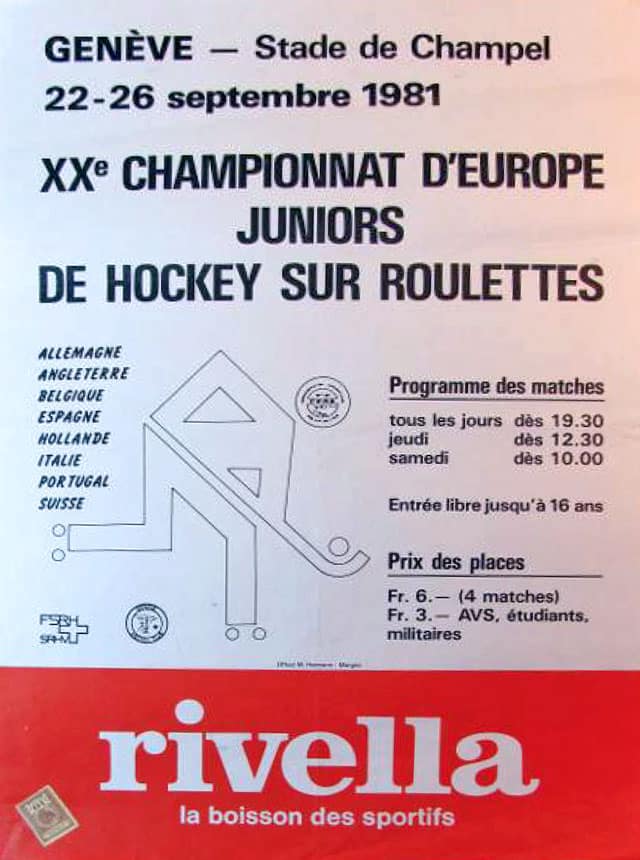 GENÈVE — Stade de Champel
22-26 septembre 1981
XXe CHAMPIONNAT D'EUROPE
JUNIORS
DE HOCKEY SUR ROULETTES
ALLEMAGNE
ANGLETERRE
BELGIQUE
ESPAGNE
HOLLANDE
ITALIE
PORTUGAL
SUISSE
Programme des matches
tous les jours dès 19.30
jeudi dès 12.30
samedi dès 10.00
Entrée libre jusqu'à 16 ans
Prix des places
Fr. 6.— (4 matches)
Fr. 3.— AVS, étudiants,
militaires
FSRH
SRHV
rivella
la boisson des sportifs